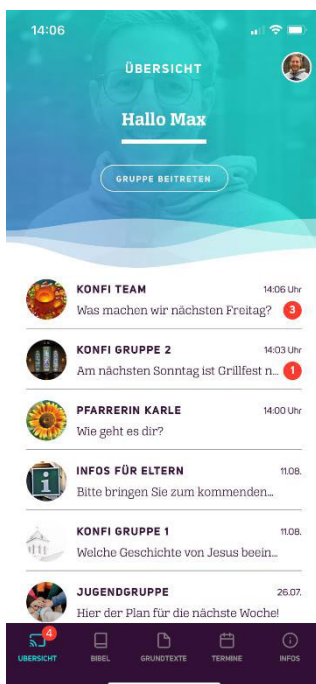 14:06
ÜBERSICHT
Hallo Max
GRUPPE BEITRETEN
KONFI TEAM 14:06 Uhr
Was machen wir nächsten Freitag? 3
KONFI GRUPPE 2 14:03 Uhr
Am nächsten Sonntag ist Grillfest n... 1
PFARRERIN KARLE 14:00 Uhr
Wie geht es dir?
INFOS FÜR ELTERN 11.08.
Bitte bringen Sie zum kommenden...
KONFI GRUPPE 1 11.08.
Welche Geschichte von Jesus beein...
JUGENDGRUPPE 26.07.
Hier der Plan für die nächste Woche!
4
ÜBERSICHT BIBEL GRUNDTEXTE TERMINE INFOS